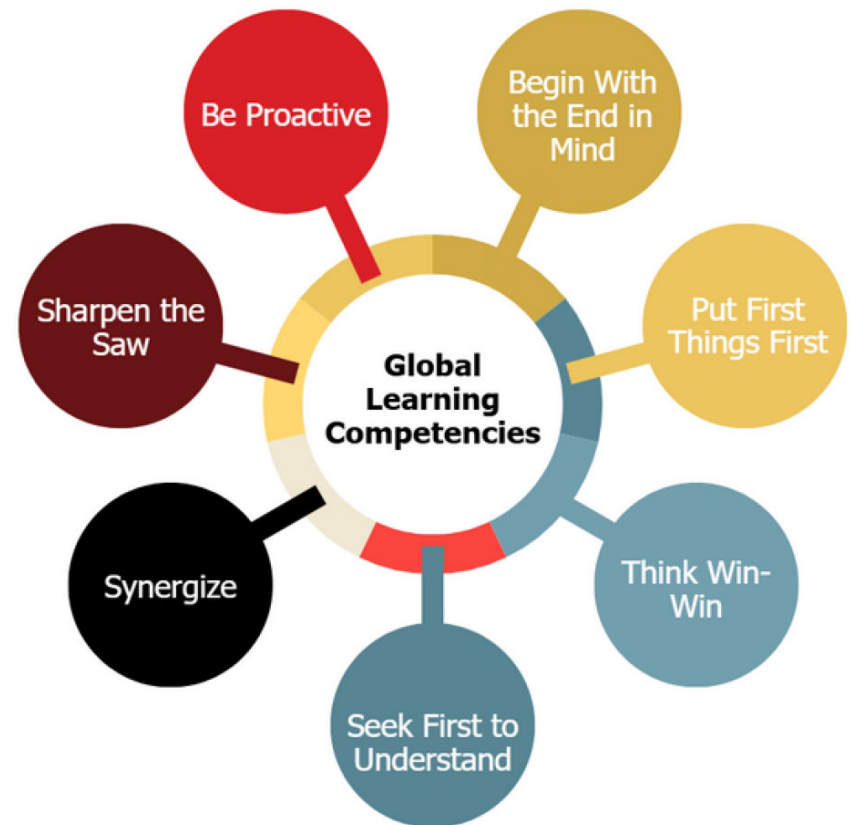 Be Proactive
Begin With
the End in
Mind
Put First
Things First
Think Win-
Win
Seek First to
Understand
Synergize
Sharpen the
Saw
Global
Learning
Competencies